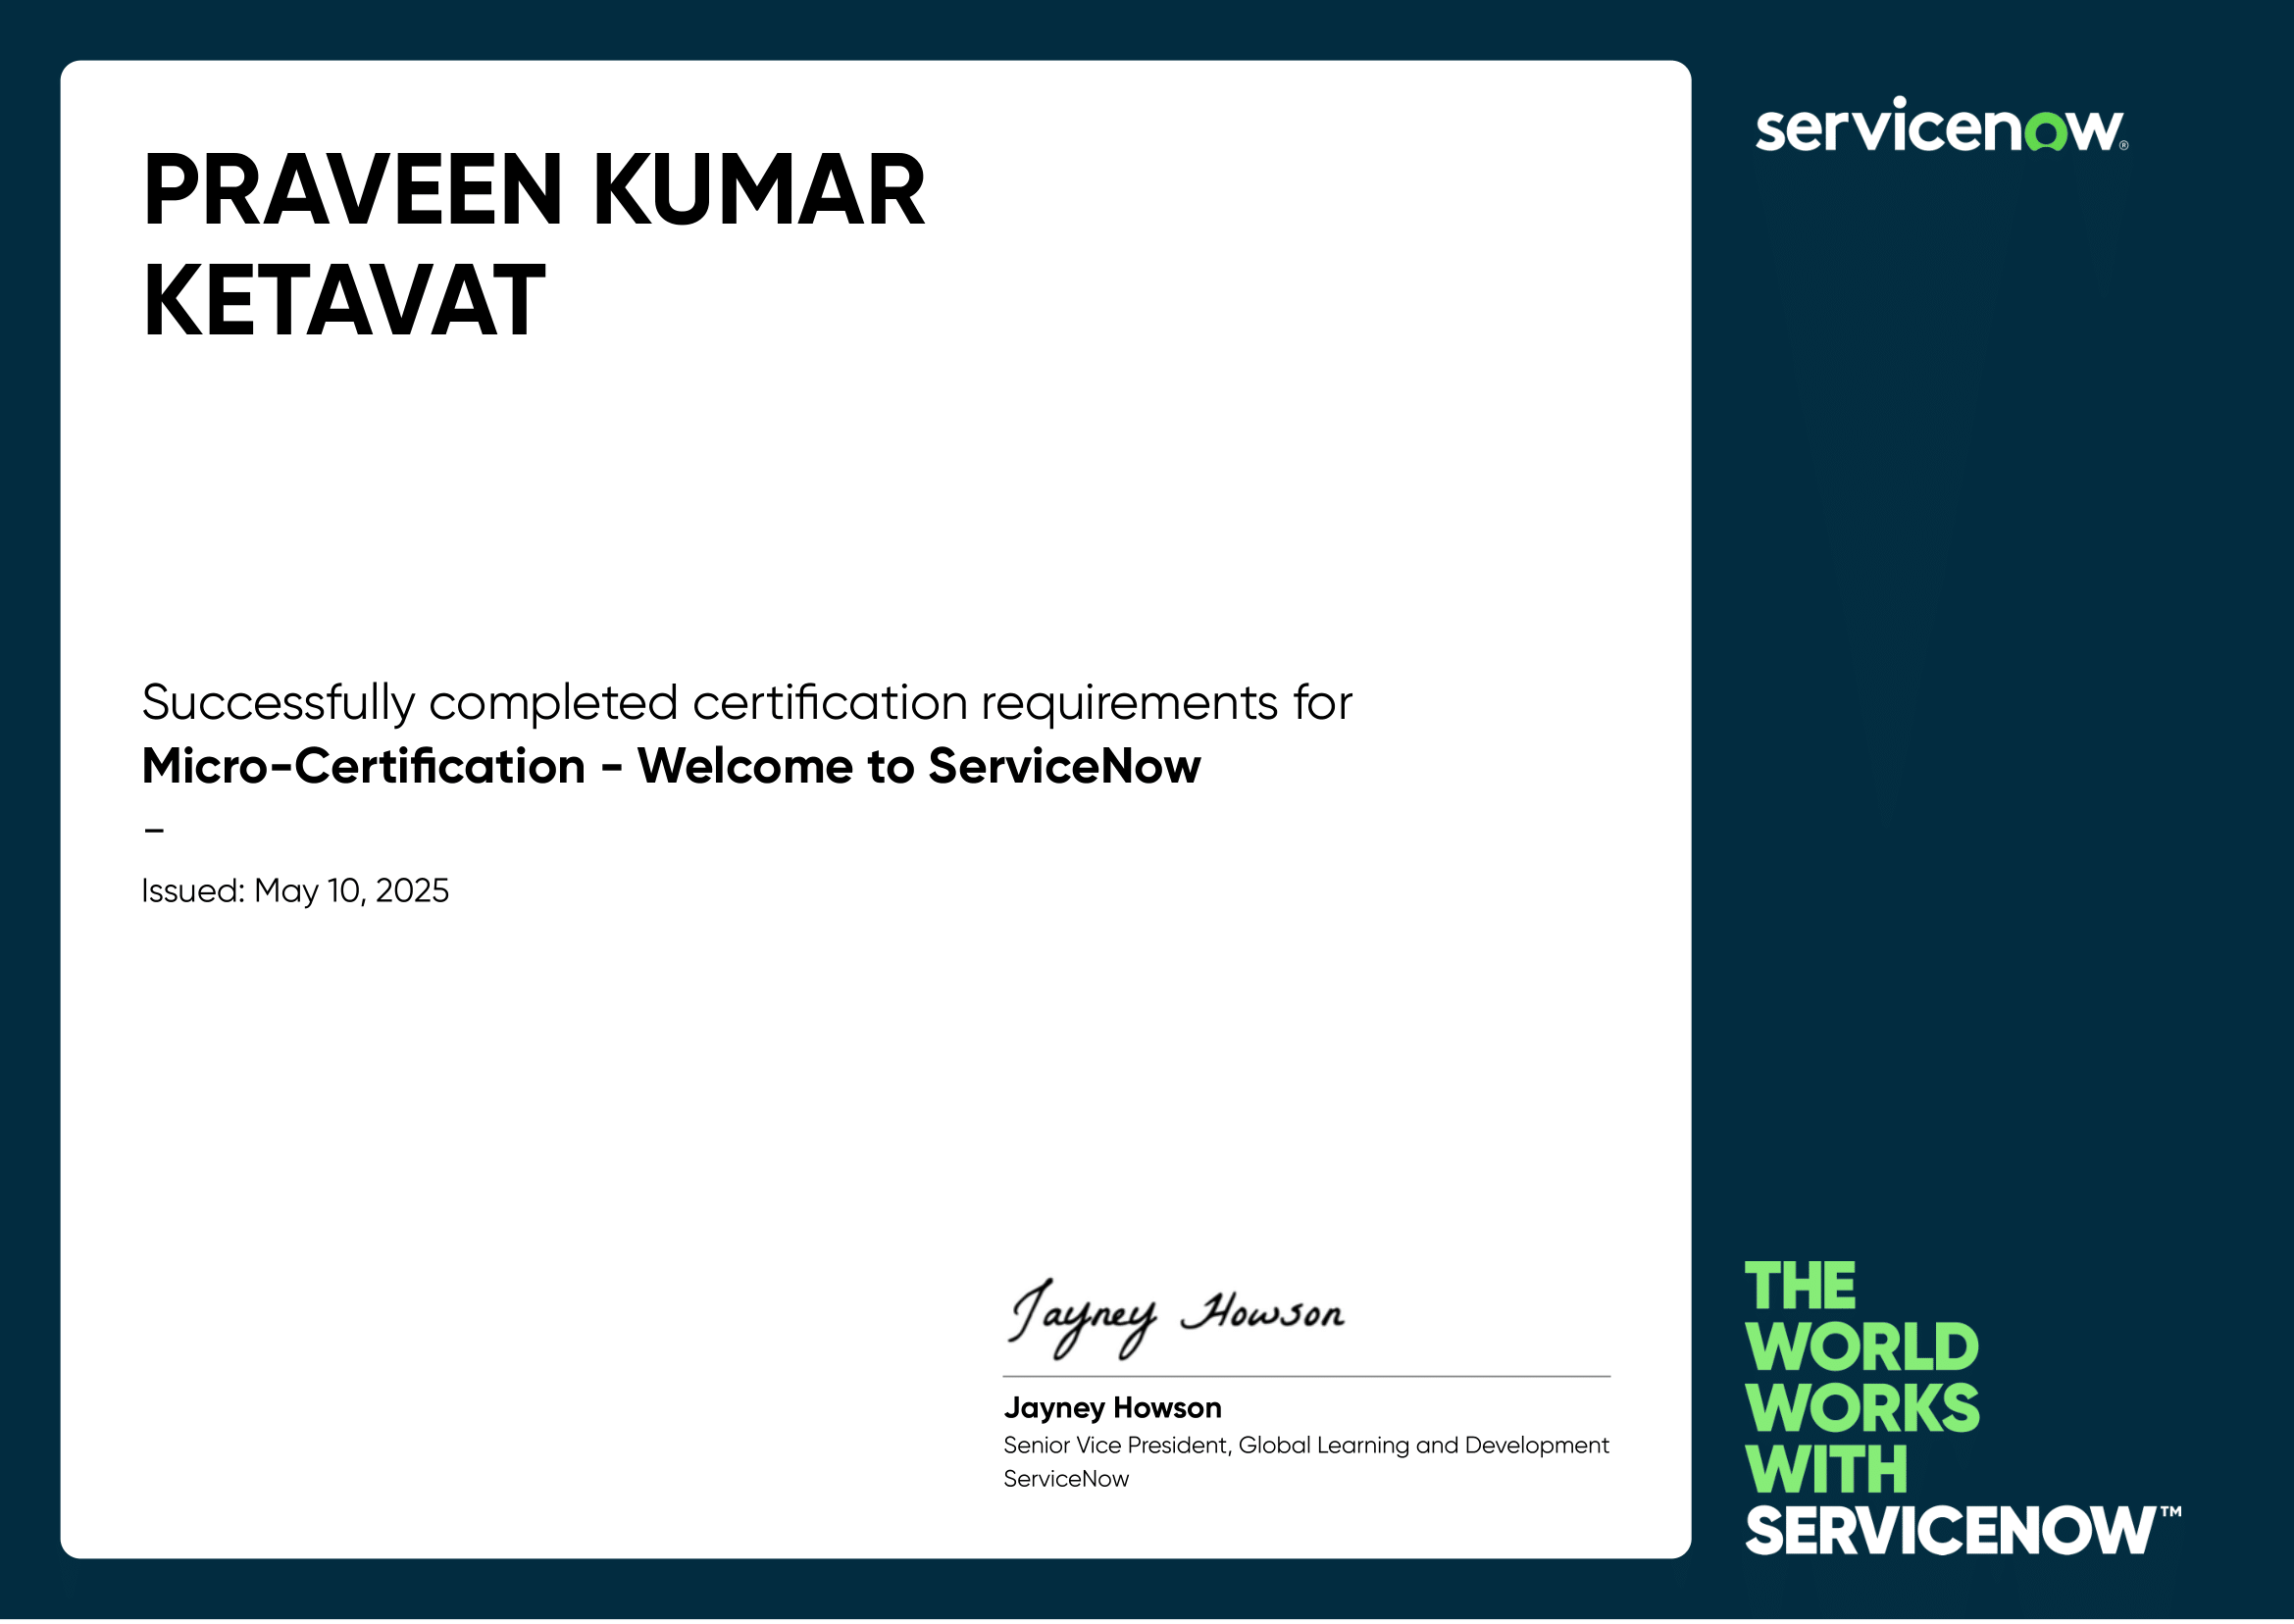 PRAVEEN KUMAR
KETAVAT
servicenow®
Successfully completed certification requirements for
Micro-Certification - Welcome to ServiceNow
–
Issued: May 10, 2025
Jayney Howson
Jayney Howson
Senior Vice President, Global Learning and Development
ServiceNow
THE
WORLD
WORKS
WITH
SERVICENOW™